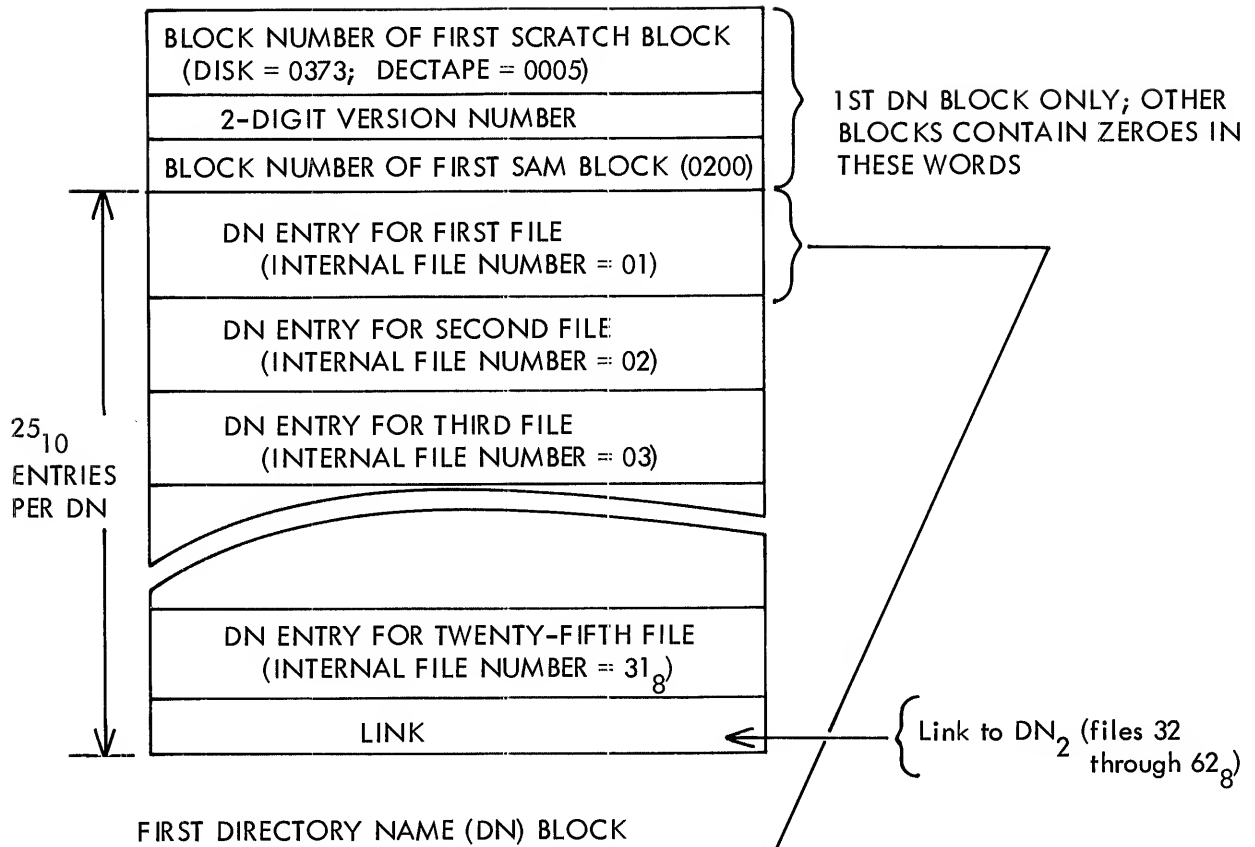 BLOCK NUMBER OF FIRST SCRATCH BLOCK
(DISK = 0373; DECTAPE = 0005)
2-DIGIT VERSION NUMBER
BLOCK NUMBER OF FIRST SAM BLOCK (0200)
1ST DN BLOCK ONLY; OTHER
BLOCKS CONTAIN ZEROES IN
THESE WORDS
DN ENTRY FOR FIRST FILE
(INTERNAL FILE NUMBER = 01)
DN ENTRY FOR SECOND FILE
(INTERNAL FILE NUMBER = 02)
DN ENTRY FOR THIRD FILE
(INTERNAL FILE NUMBER = 03)
25₁₀
ENTRIES
PER DN
DN ENTRY FOR TWENTY-FIFTH FILE
(INTERNAL FILE NUMBER = 31₈)
LINK
Link to DN₂ (files 32
through 62₈)
FIRST DIRECTORY NAME (DN) BLOCK